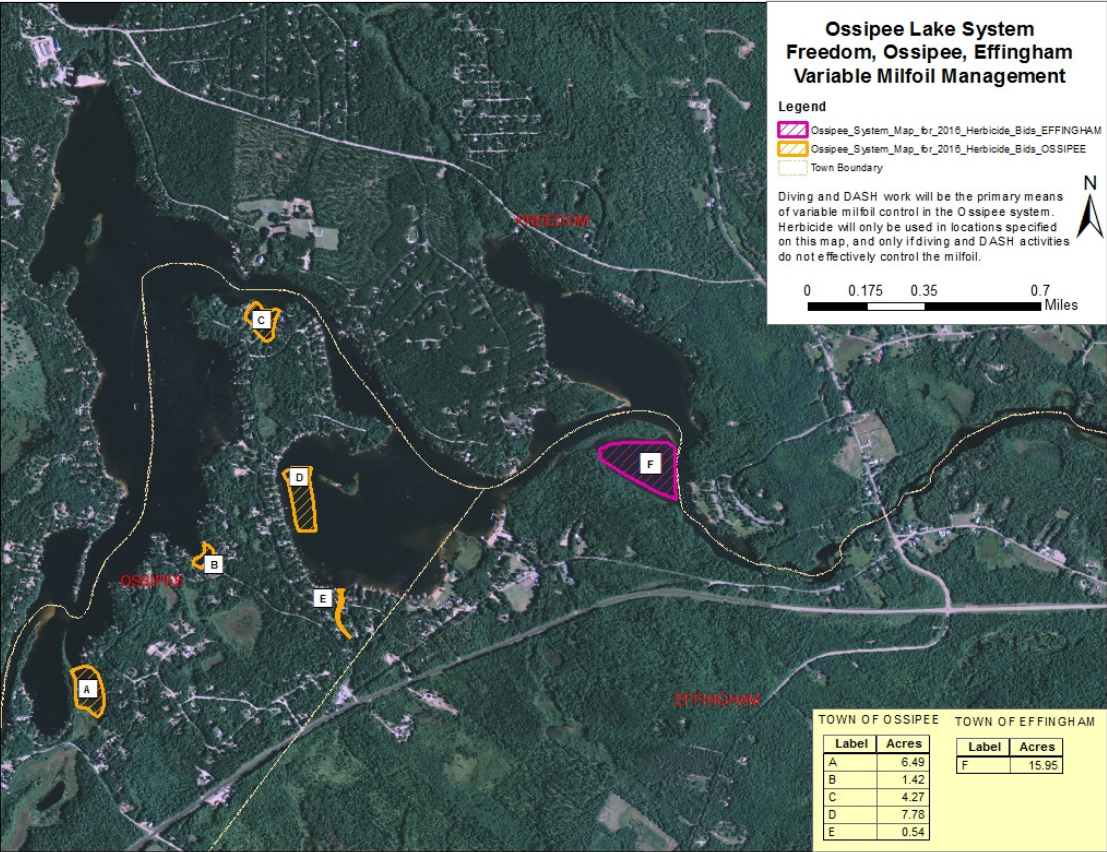 Ossipee Lake System
Freedom, Ossipee, Effingham
Variable Milfoil Management
Legend
Ossipee_System_Map_for_2016_Herbicide_Bids_EFFINGHAM
Ossipee_System_Map_for_2016_Herbicide_Bids_OSSIPEE
Town Boundary
N
Diving and DASH work will be the primary means
of variable milfoil control in the Ossipee system.
Herbicide will only be used in locations specified
on this map, and only if diving and DASH activities
do not effectively control the milfoil.
0 0.175 0.35 0.7
Miles
FREEDOM
C
F
D
B
OSSIPEE
E
A
EFFINGHAM
TOWN OF OSSIPEE
Label Acres
A 6.49
B 1.42
C 4.27
D 7.78
E 0.54
TOWN OF EFFINGHAM
Label Acres
F 15.95